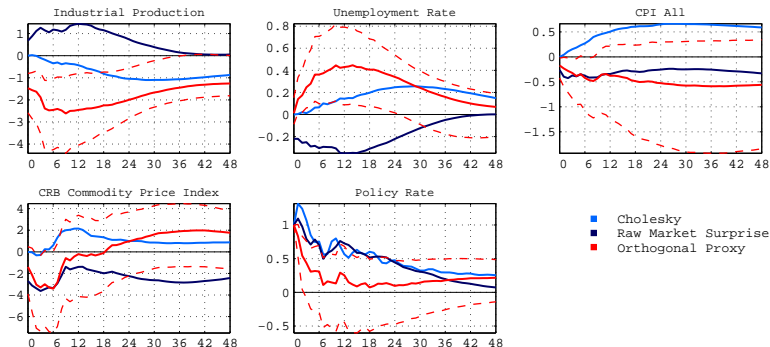 Industrial Production
Unemployment Rate
CPI All
1
0
−1
−2
−3
−4
0 6 12 18 24 30 36 42 48
0.8
0.6
0.4
0.2
0
0.2
0 6 12 18 24 30 36 42 48
0.5
0
−0.5
−1
−1.5
0 6 12 18 24 30 36 42 48
CRB Commodity Price Index
Policy Rate
4
2
0
−2
−4
−6
0 6 12 18 24 30 36 42 48
1
0.5
0
−0.5
0 6 12 18 24 30 36 42 48
Cholesky
Raw Market Surprise
Orthogonal Proxy